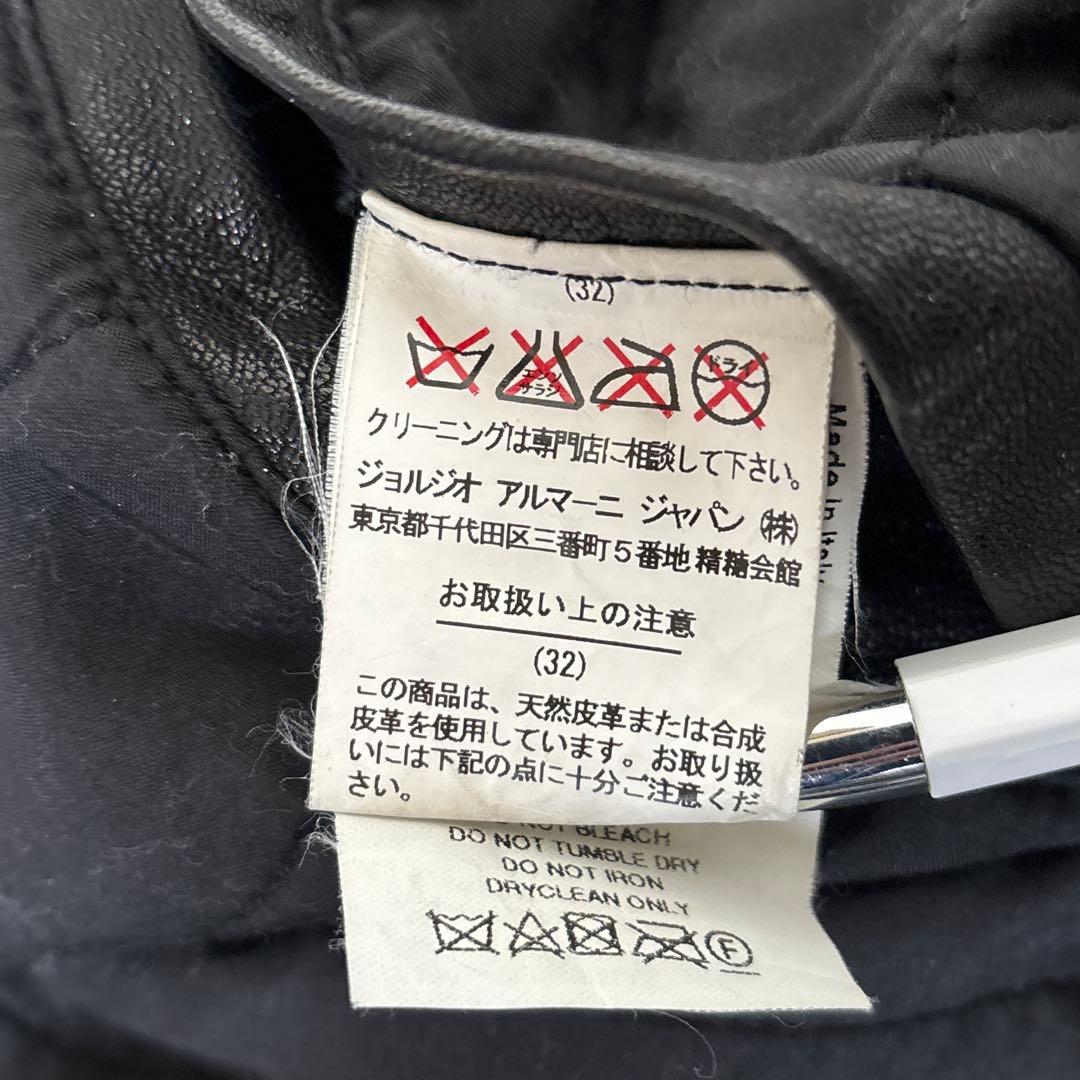 (32)
エンソ
サラシ
ドライ
クリーニングは専門店に相談して下さい。
ジョルジオ アルマーニ ジャパン ㈱
東京都千代田区三番町5番地 精糖会館
お取扱い上の注意
(32)
この商品は、天然皮革または合成
皮革を使用しています。お取り扱
いには下記の点に十分ご注意くだ
さい。
Made in Italy
NOT BLEACH
DO NOT TUMBLE DRY
DO NOT IRON
DRYCLEAN ONLY
F